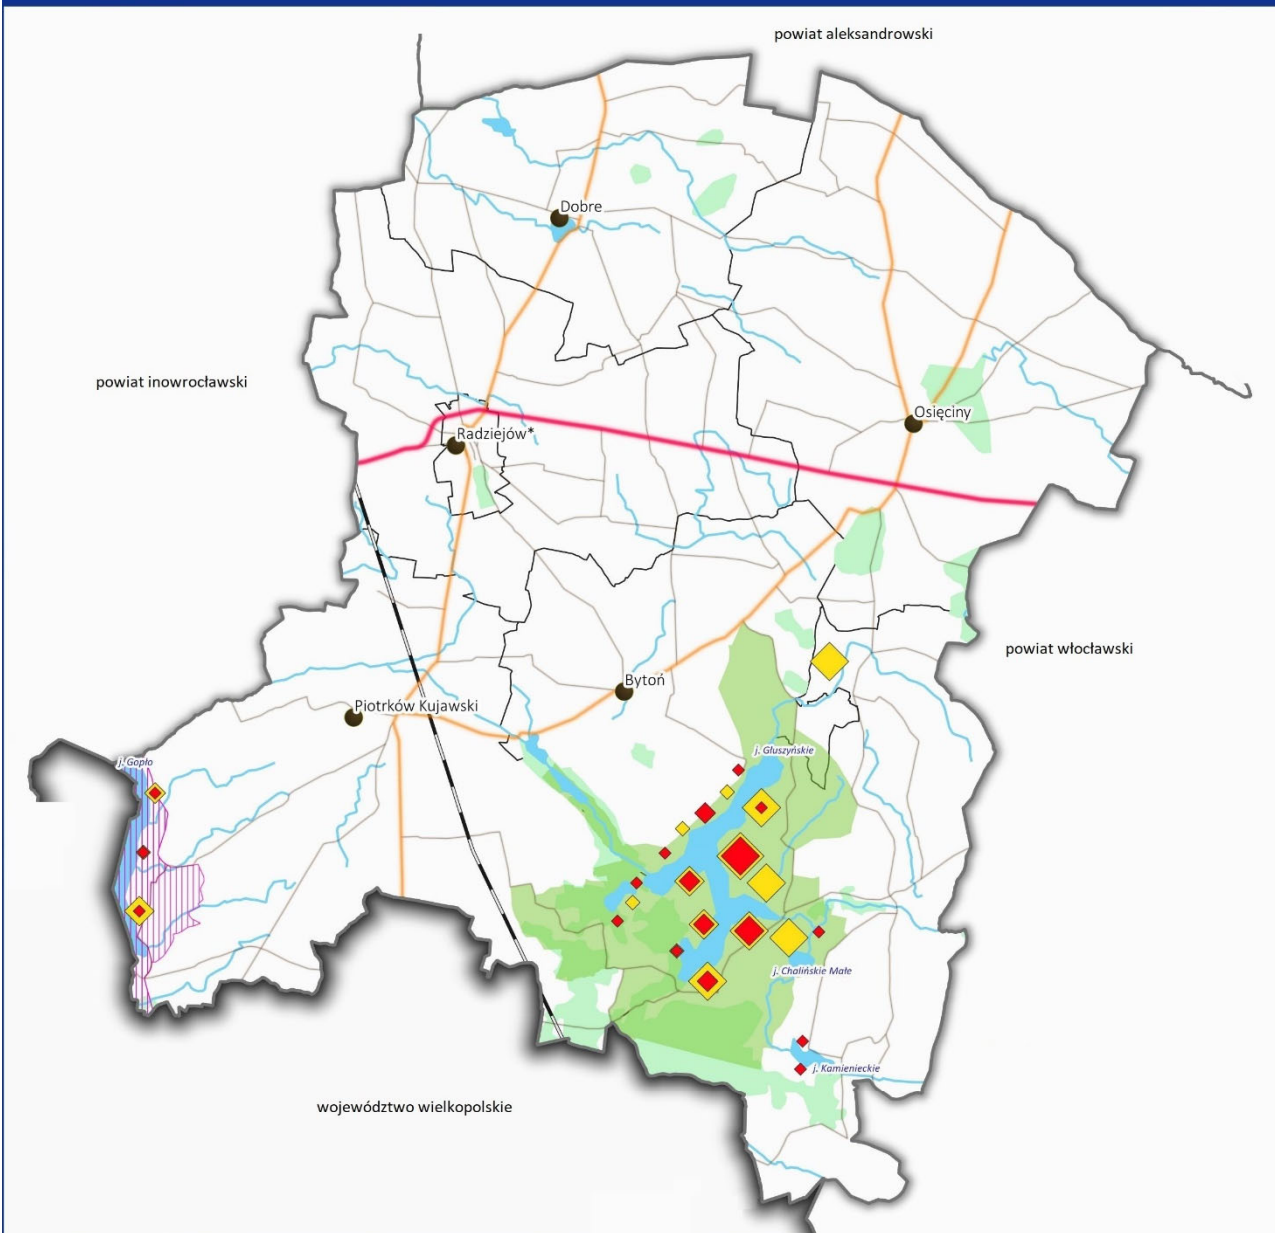 powiat aleksandrowski
Dobre
powiat inowrocławski
Osięciny
Radziejów*
powiat włocławski
Bytoń
Piotrków Kujawski
j. Głuszyńskie
j. Gopło
j. Chalińskie Małe
j. Kamienieckie
województwo wielkopolskie